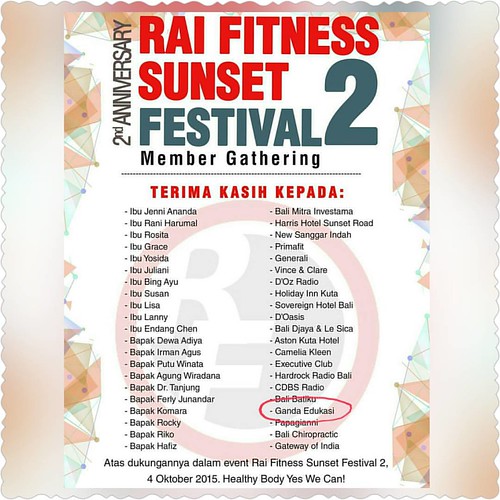 2nd ANNIVERSARY
RAI FITNESS
SUNSET
FESTIVAL 2
Member Gathering
TERIMA KASIH KEPADA:
- Ibu Jenni Ananda
- Ibu Rani Harumal
- Ibu Rosita
- Ibu Grace
- Ibu Yosida
- Ibu Juliani
- Ibu Bing Ayu
- Ibu Susan
- Ibu Lisa
- Ibu Lanny
- Ibu Endang Chen
- Bapak Dewa Adiya
- Bapak Irman Agus
- Bapak Putu Winata
- Bapak Agung Wiradana
- Bapak Dr. Tanjung
- Bapak Ferly Junandar
- Bapak Komara
- Bapak Rocky
- Bapak Riko
- Bapak Hafiz
- Bali Mitra Investama
- Harris Hotel Sunset Road
- New Sanggar Indah
- Primafit
- Generali
- Vince & Clare
- D'Oz Radio
- Holiday Inn Kuta
- Sovereign Hotel Bali
- D'Oasis
- Bali Djaya & Le Sica
- Aston Kuta Hotel
- Camelia Kleen
- Executive Club
- Hardrock Radio Bali
- CDBS Radio
- Bali Batiku
- Ganda Edukasi
- Papagianni
- Bali Chiropractic
- Gateway of India
Atas dukungannya dalam event Rai Fitness Sunset Festival 2,
4 Oktober 2015. Healthy Body Yes We Can!